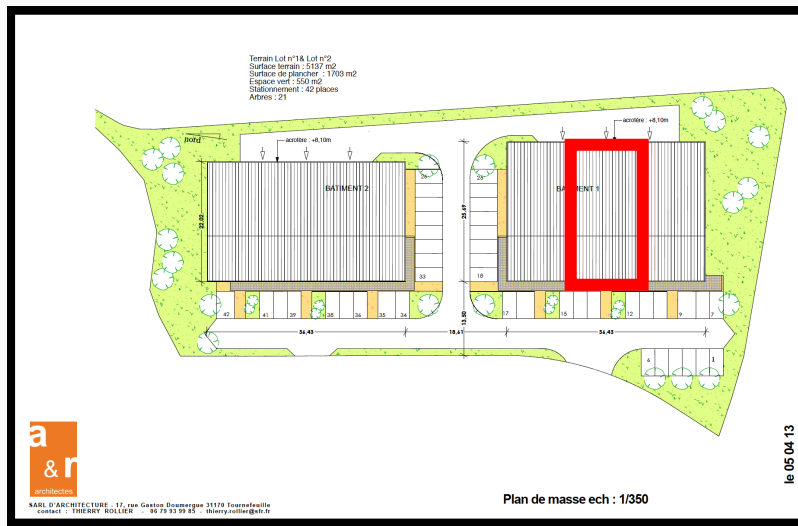 Terrain Lot n°1& Lot n°2
Surface terrain : 5137 m2
Surface de plancher : 1703 m2
Espace vert : 550 m2
Stationnement : 42 places
Arbres : 21
nord
acrotère : +8,10m
acrotère : +8,10m
BATIMENT 2
26
25
BATIMENT 1
22,02
25,69
33
18
42
41
39
38
36
35
34
17
15
12
9
7
13,50
36,43
18,61
36,43
6
1
a
& r
architectes
SARL D'ARCHITECTURE - 17, rue Gaston Doumergue 31170 Tournefeuille
contact : THIERRY ROLLIER - 06 79 93 99 85 - thierry.rollier@sfr.fr
Plan de masse ech : 1/350
le 05 04 13